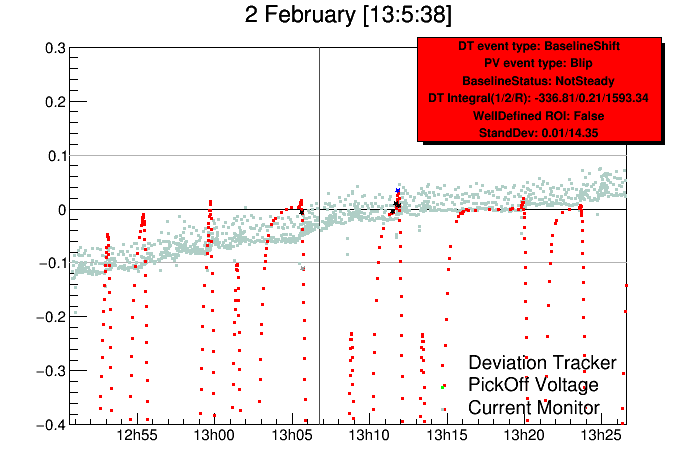 2 February [13:5:38]
DT event type: BaselineShift
PV event type: Blip
BaselineStatus: NotSteady
DT Integral(1/2/R): -336.81/0.21/1593.34
WellDefined ROI: False
StandDev: 0.01/14.35
0.3
0.2
0.1
0
−0.1
−0.2
−0.3
−0.4
Deviation Tracker
PickOff Voltage
Current Monitor
12h55 13h00 13h05 13h10 13h15 13h20 13h25